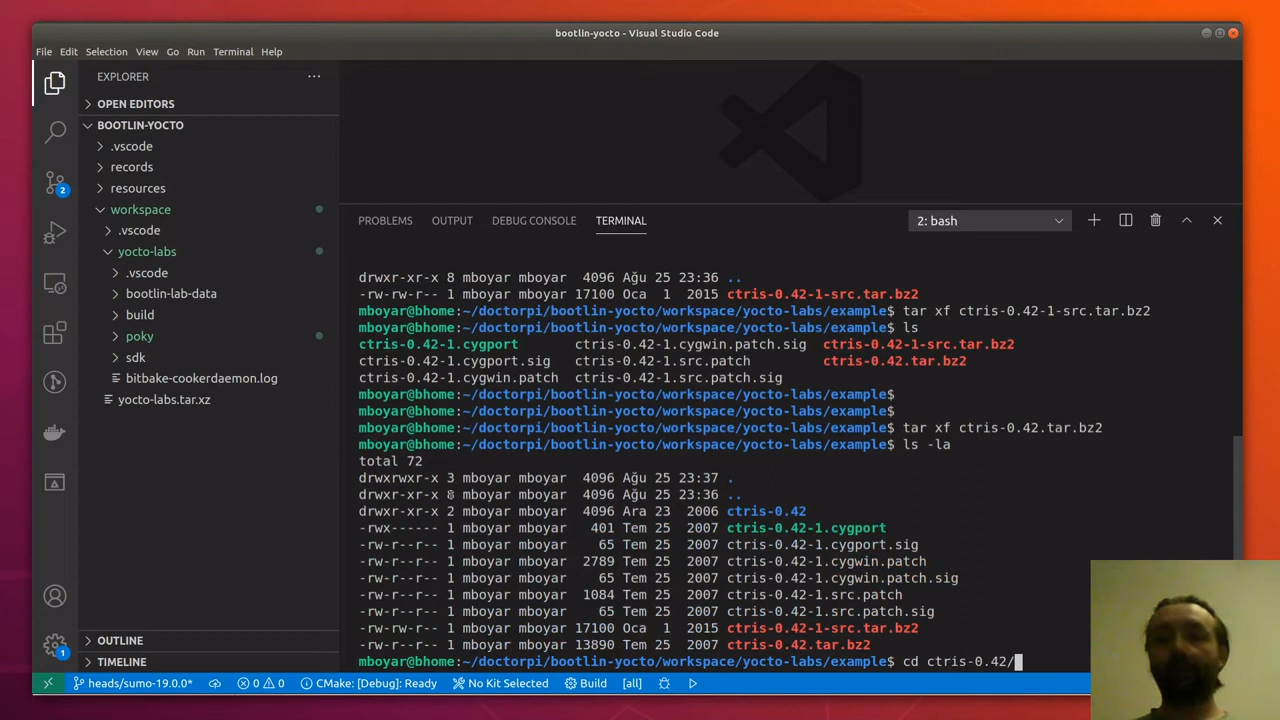 bootlin-yocto - Visual Studio Code
File Edit Selection View Go Run Terminal Help
EXPLORER
OPEN EDITORS
BOOTLIN-YOCTO
.vscode
records
resources
workspace
.vscode
yocto-labs
.vscode
bootlin-lab-data
build
poky
sdk
bitbake-cookerdaemon.log
yocto-labs.tar.xz
OUTLINE
TIMELINE
2
1
PROBLEMS OUTPUT DEBUG CONSOLE TERMINAL 2: bash
drwxr-xr-x 8 mboyar mboyar 4096 Ağu 25 23:36 ..
-rw-rw-r-- 1 mboyar mboyar 17100 Oca 1 2015 ctris-0.42-1-src.tar.bz2
mboyar@bhome:~/doctorpi/bootlin-yocto/workspace/yocto-labs/example$ tar xf ctris-0.42-1-src.tar.bz2
mboyar@bhome:~/doctorpi/bootlin-yocto/workspace/yocto-labs/example$ ls
ctris-0.42-1.cygport ctris-0.42-1.cygwin.patch.sig ctris-0.42-1-src.tar.bz2
ctris-0.42-1.cygport.sig ctris-0.42-1.src.patch ctris-0.42.tar.bz2
ctris-0.42-1.cygwin.patch ctris-0.42-1.src.patch.sig
mboyar@bhome:~/doctorpi/bootlin-yocto/workspace/yocto-labs/example$
mboyar@bhome:~/doctorpi/bootlin-yocto/workspace/yocto-labs/example$
mboyar@bhome:~/doctorpi/bootlin-yocto/workspace/yocto-labs/example$ tar xf ctris-0.42.tar.bz2
mboyar@bhome:~/doctorpi/bootlin-yocto/workspace/yocto-labs/example$ ls -la
total 72
drwxrwxr-x 3 mboyar mboyar 4096 Ağu 25 23:37 .
drwxr-xr-x 8 mboyar mboyar 4096 Ağu 25 23:36 ..
drwxr-xr-x 2 mboyar mboyar 4096 Ara 23 2006 ctris-0.42
-rwx------ 1 mboyar mboyar 401 Tem 25 2007 ctris-0.42-1.cygport
-rw-r--r-- 1 mboyar mboyar 65 Tem 25 2007 ctris-0.42-1.cygport.sig
-rw-r--r-- 1 mboyar mboyar 2789 Tem 25 2007 ctris-0.42-1.cygwin.patch
-rw-r--r-- 1 mboyar mboyar 65 Tem 25 2007 ctris-0.42-1.cygwin.patch.sig
-rw-r--r-- 1 mboyar mboyar 1084 Tem 25 2007 ctris-0.42-1.src.patch
-rw-r--r-- 1 mboyar mboyar 65 Tem 25 2007 ctris-0.42-1.src.patch.sig
-rw-rw-r-- 1 mboyar mboyar 17100 Oca 1 2015 ctris-0.42-1-src.tar.bz2
-rw-r--r-- 1 mboyar mboyar 13890 Tem 25 2007 ctris-0.42.tar.bz2
mboyar@bhome:~/doctorpi/bootlin-yocto/workspace/yocto-labs/example$ cd ctris-0.42/
heads/sumo-19.0.0* 0 0 CMake: [Debug]: Ready No Kit Selected Build [all]